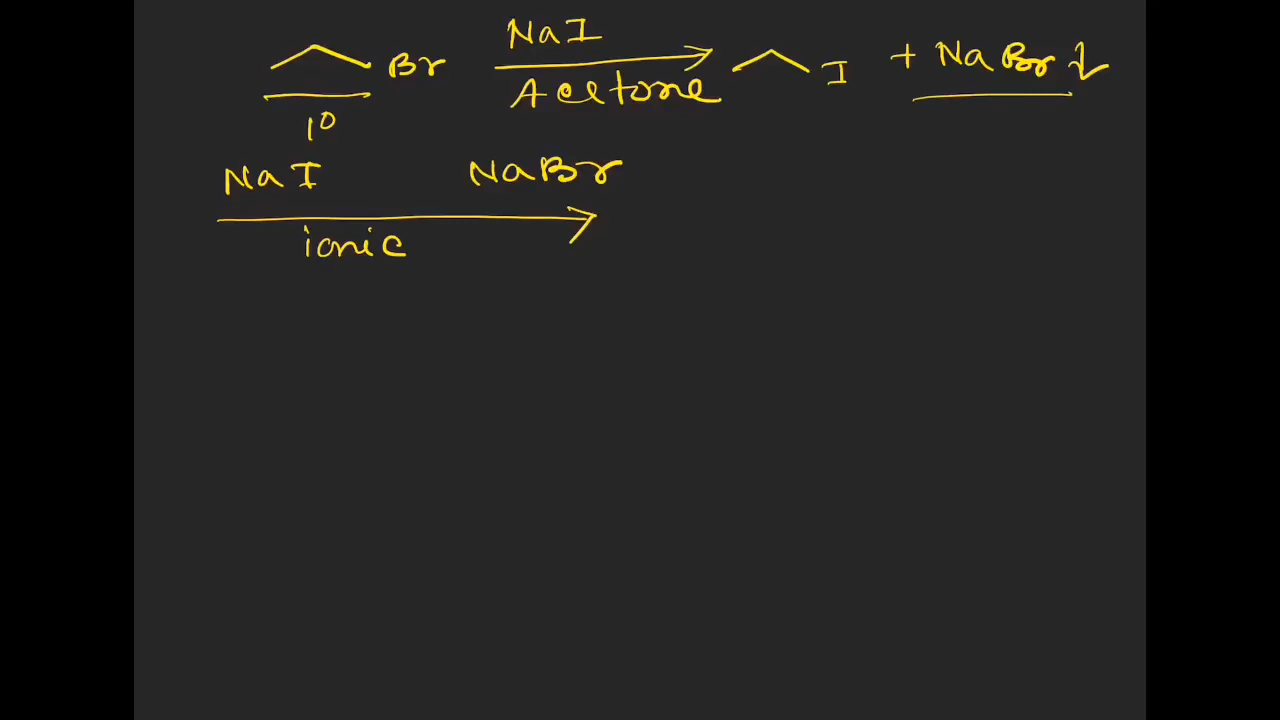 Br NaI Acetone I + NaBr ↓
1°
NaI NaBr
ionic